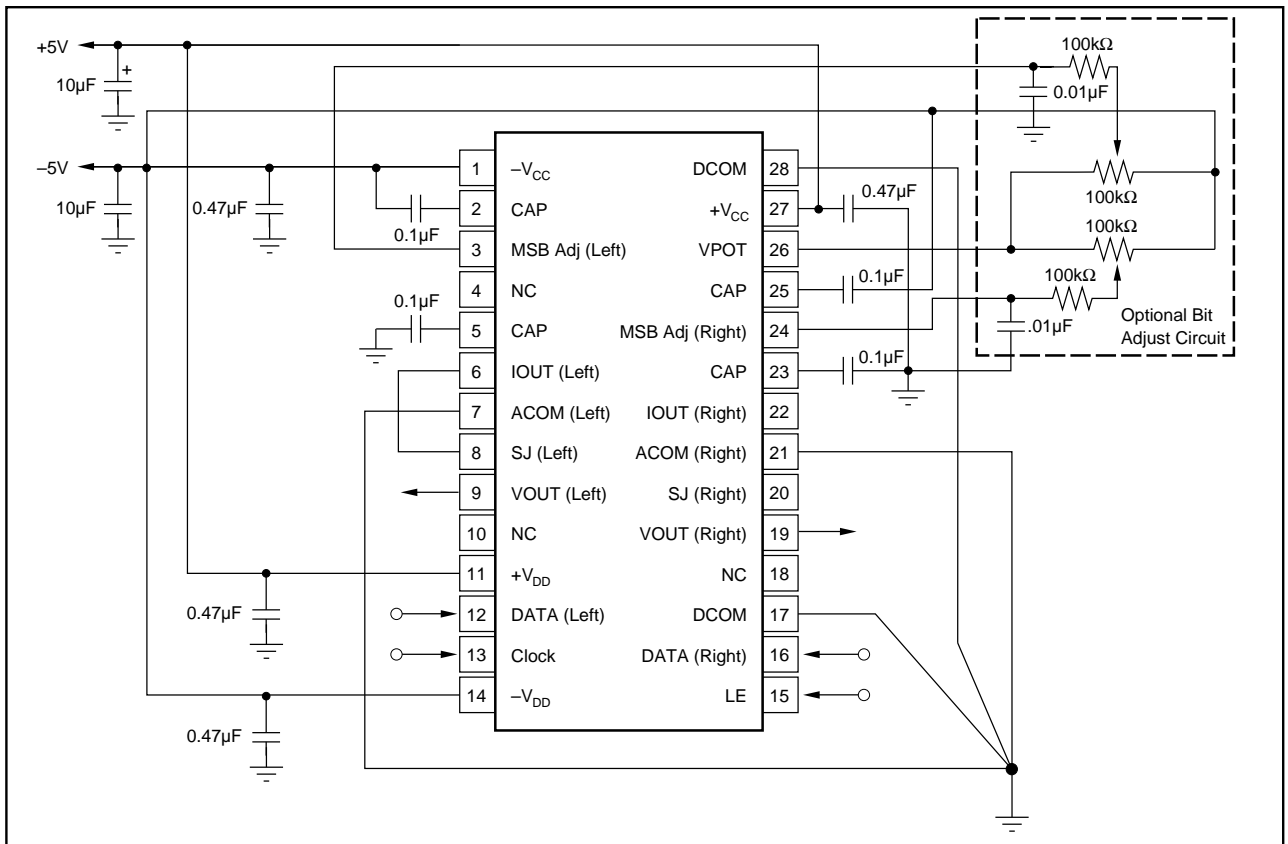 +5V
10µF
+
–5V
10µF
0.47µF
0.1µF
0.1µF
0.47µF
0.47µF
1 –VCC
2 CAP
3 MSB Adj (Left)
4 NC
5 CAP
6 IOUT (Left)
7 ACOM (Left)
8 SJ (Left)
9 VOUT (Left)
10 NC
11 +VDD
12 DATA (Left)
13 Clock
14 –VDD
DCOM 28
+VCC 27
VPOT 26
CAP 25
MSB Adj (Right) 24
CAP 23
IOUT (Right) 22
ACOM (Right) 21
SJ (Right) 20
VOUT (Right) 19
NC 18
DCOM 17
DATA (Right) 16
LE 15
0.47µF
0.1µF
0.1µF
100kΩ
0.01µF
100kΩ
100kΩ
100kΩ
.01µF
Optional Bit
Adjust Circuit